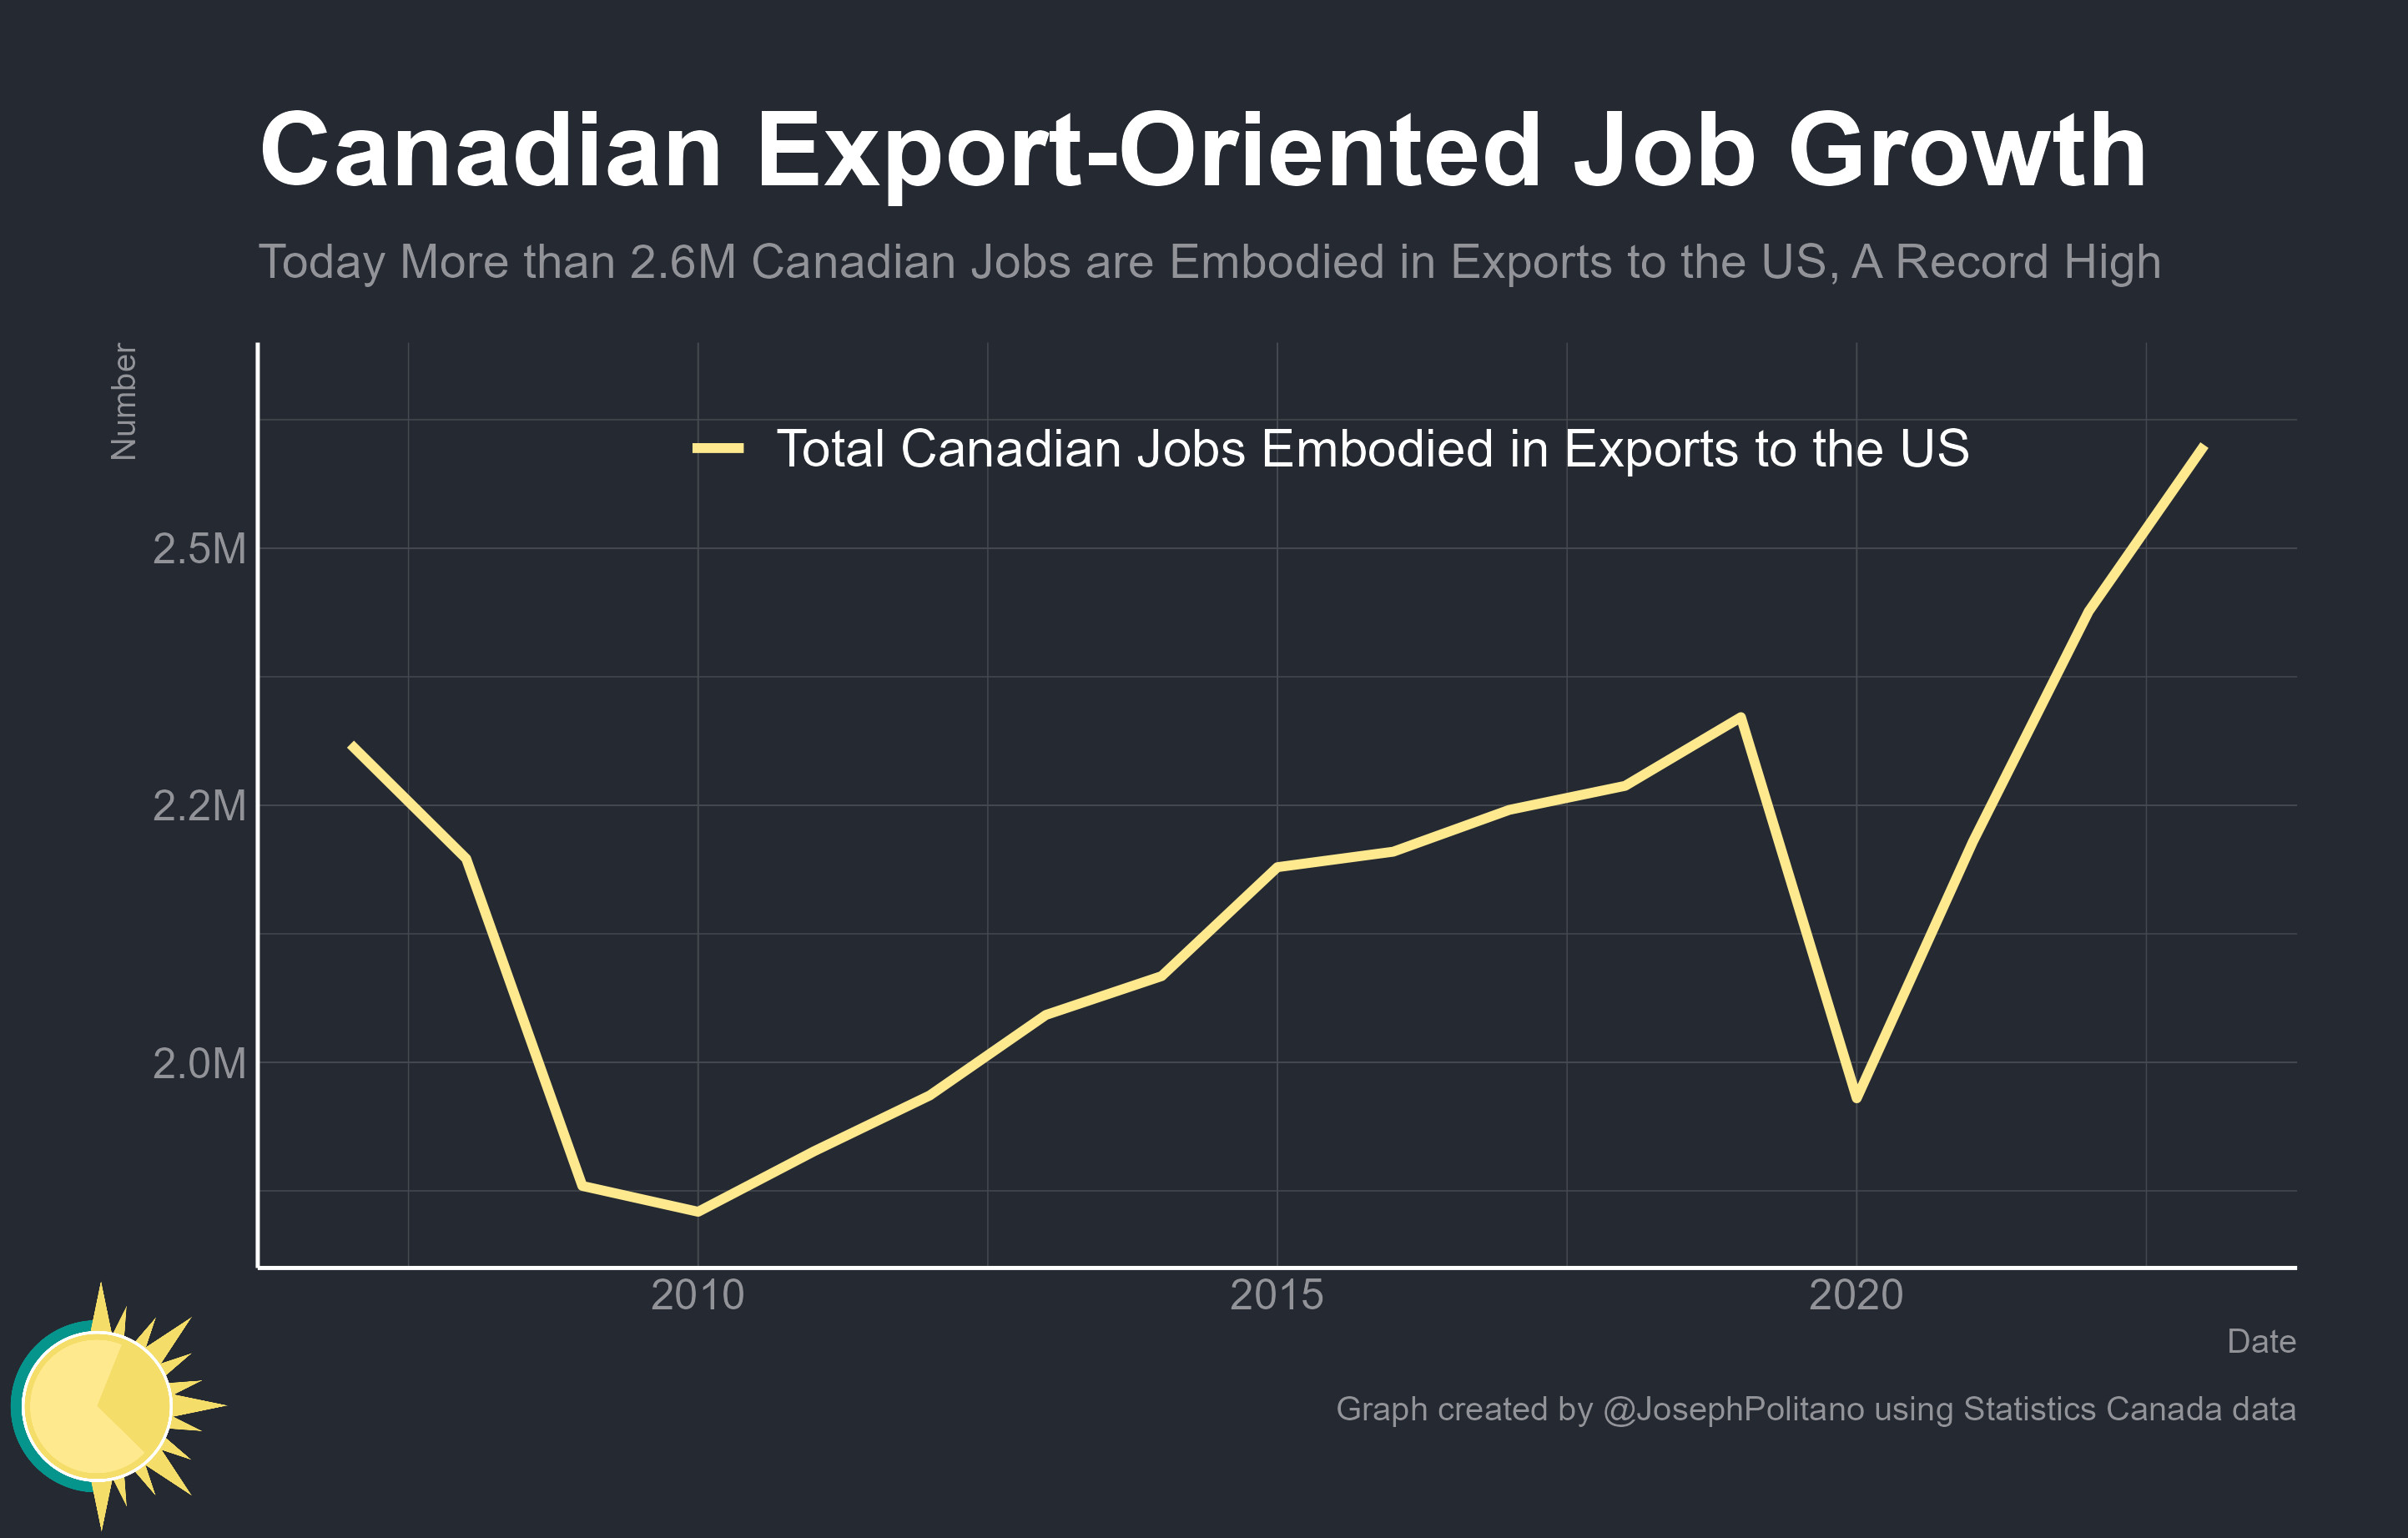 Canadian Export-Oriented Job Growth
Today More than 2.6M Canadian Jobs are Embodied in Exports to the US, A Record High
Number
Total Canadian Jobs Embodied in Exports to the US
2.5M
2.2M
2.0M
2010
2015
2020
Date
Graph created by @JosephPolitano using Statistics Canada data